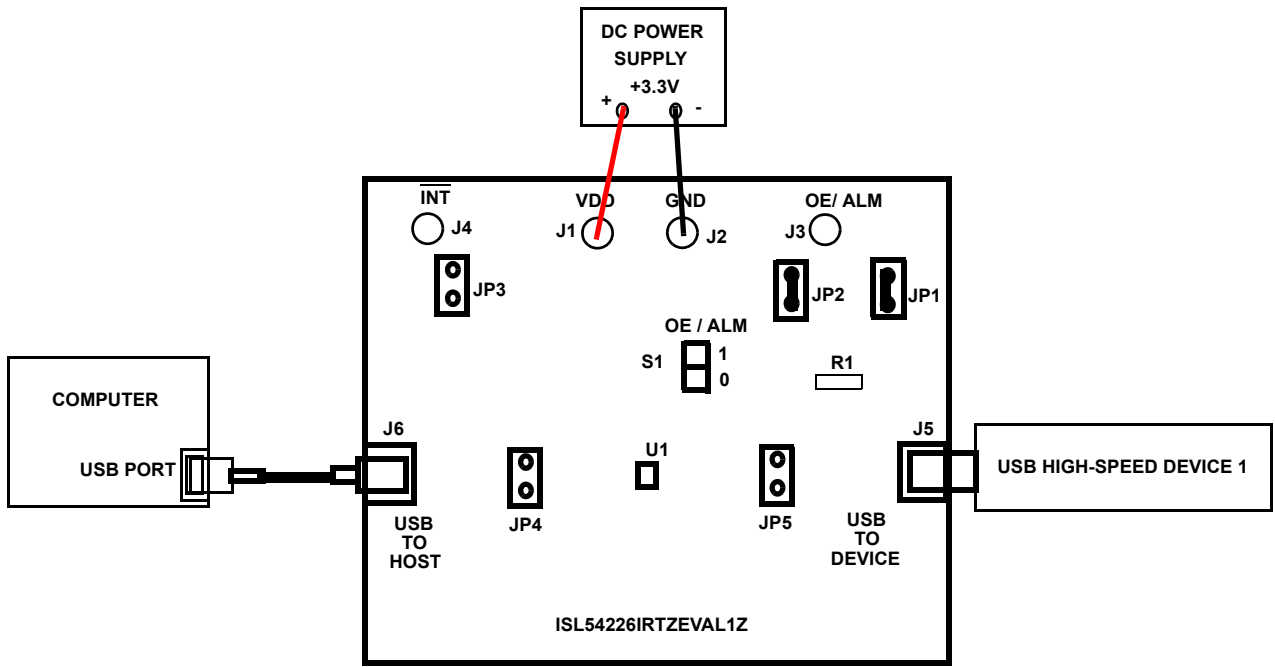 DC POWER
SUPPLY
+3.3V
+ -
INT
VDD
GND
OE/ ALM
J4
J1
J2
J3
JP3
JP2
JP1
OE / ALM
S1
1
0
R1
COMPUTER
USB PORT
J6
U1
J5
USB HIGH-SPEED DEVICE 1
JP4
JP5
USB
TO
HOST
USB
TO
DEVICE
ISL54226IRTZEVAL1Z